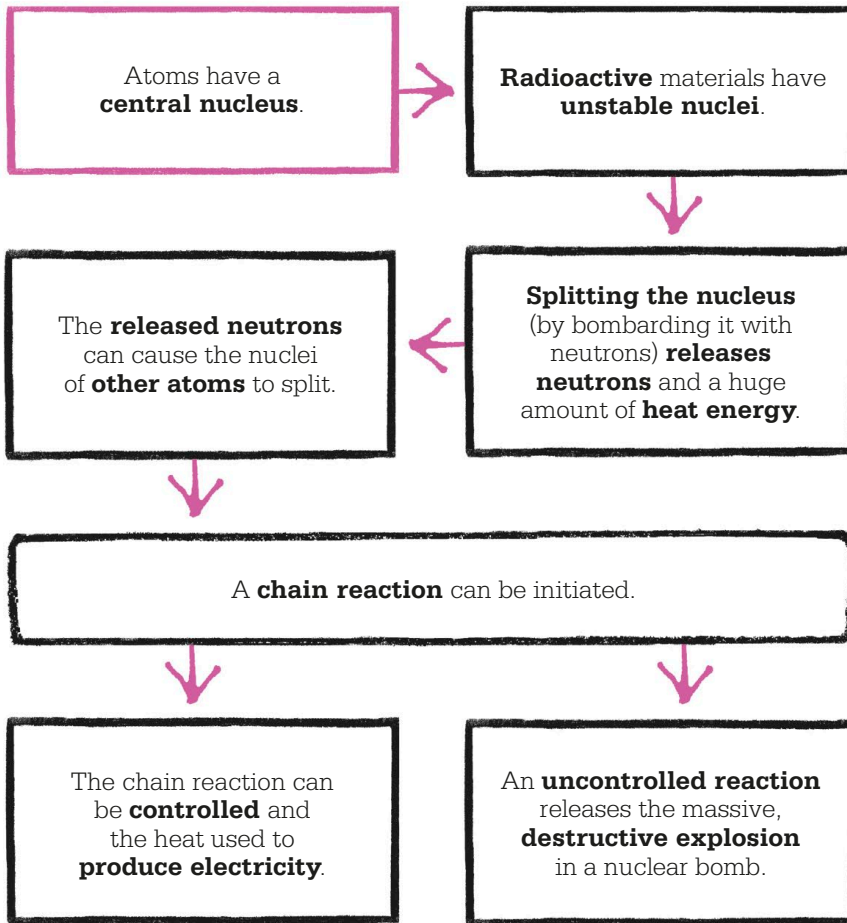 Atoms have a
central nucleus.
Radioactive materials have
unstable nuclei.
Splitting the nucleus
(by bombarding it with
neutrons) releases
neutrons and a huge
amount of heat energy.
The released neutrons
can cause the nuclei
of other atoms to split.
A chain reaction can be initiated.
The chain reaction can
be controlled and
the heat used to
produce electricity.
An uncontrolled reaction
releases the massive,
destructive explosion
in a nuclear bomb.